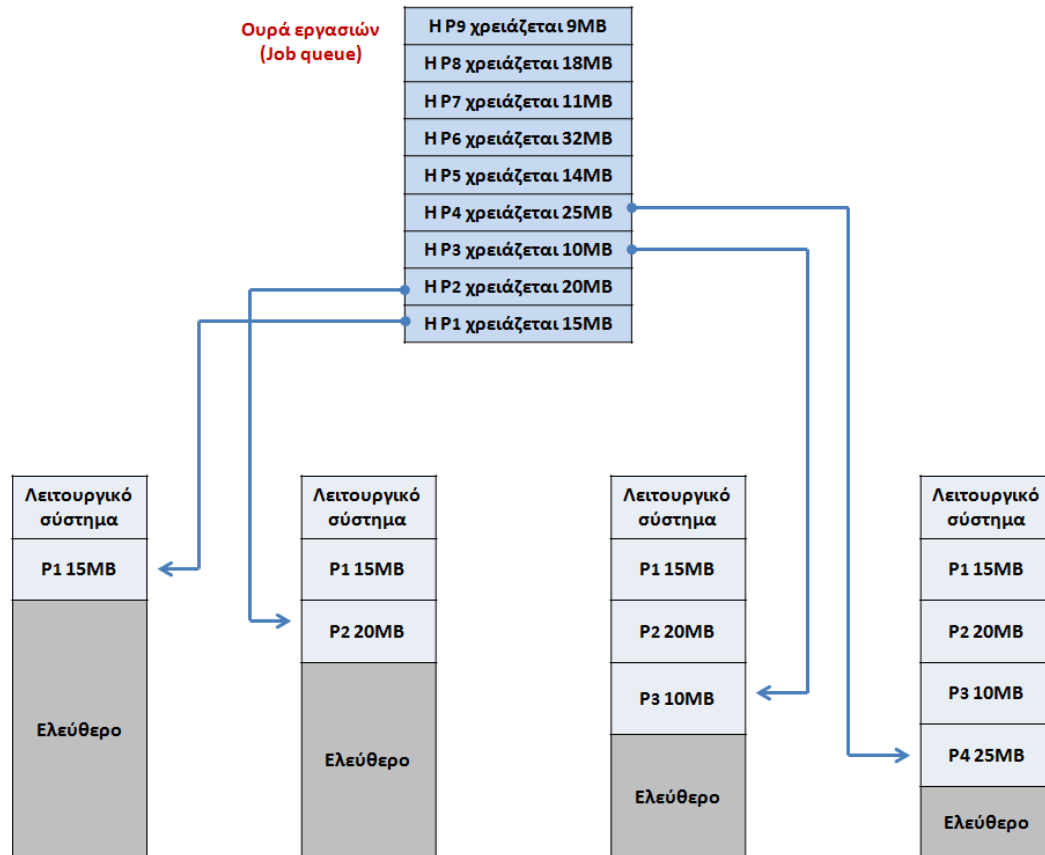 Ουρά εργασιών
(Job queue)
Η P9 χρειάζεται 9MB
Η P8 χρειάζεται 18MB
Η P7 χρειάζεται 11MB
Η P6 χρειάζεται 32MB
Η P5 χρειάζεται 14MB
Η P4 χρειάζεται 25MB
Η P3 χρειάζεται 10MB
Η P2 χρειάζεται 20MB
Η P1 χρειάζεται 15MB
Λειτουργικό
σύστημα
P1 15MB
Ελεύθερο
Λειτουργικό
σύστημα
P1 15MB
P2 20MB
Ελεύθερο
Λειτουργικό
σύστημα
P1 15MB
P2 20MB
P3 10MB
Ελεύθερο
Λειτουργικό
σύστημα
P1 15MB
P2 20MB
P3 10MB
P4 25MB
Ελεύθερο